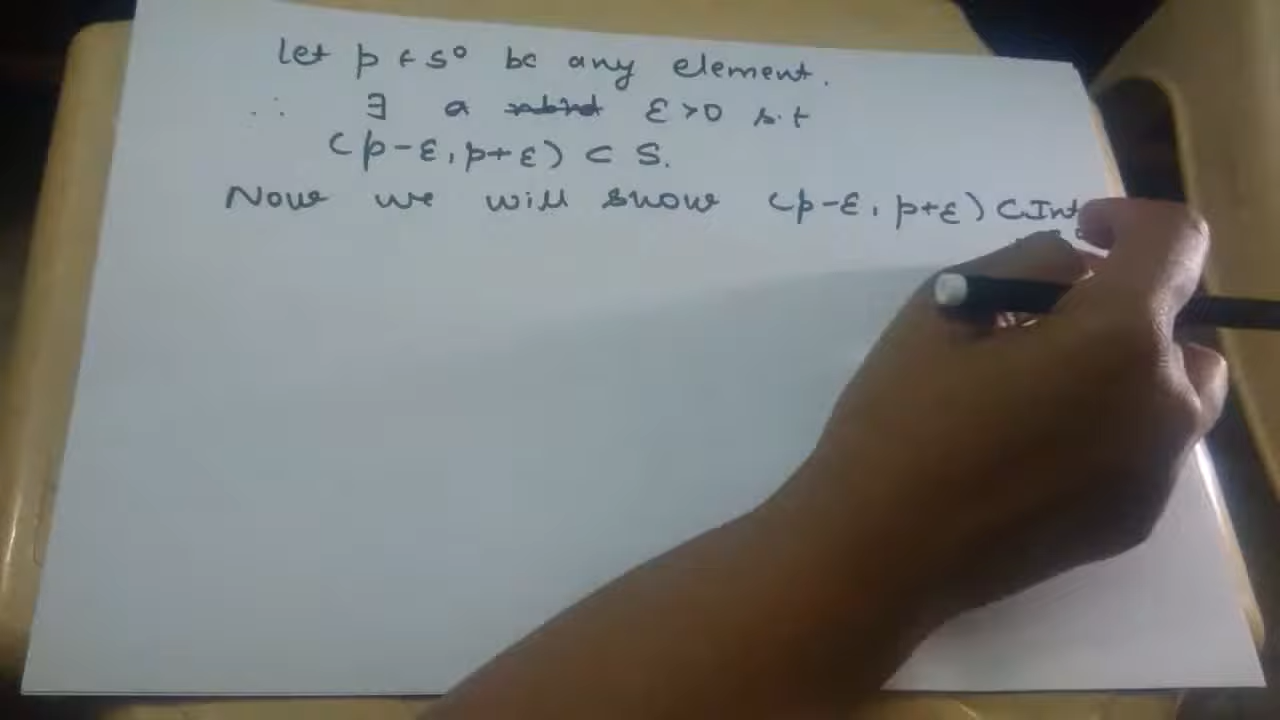 Let p ∈ S° be any element.
∴ ∃ a ε>0 s.t
(p-ε, p+ε) ⊂ S.
Now we will show (p-ε, p+ε) ⊂ Int